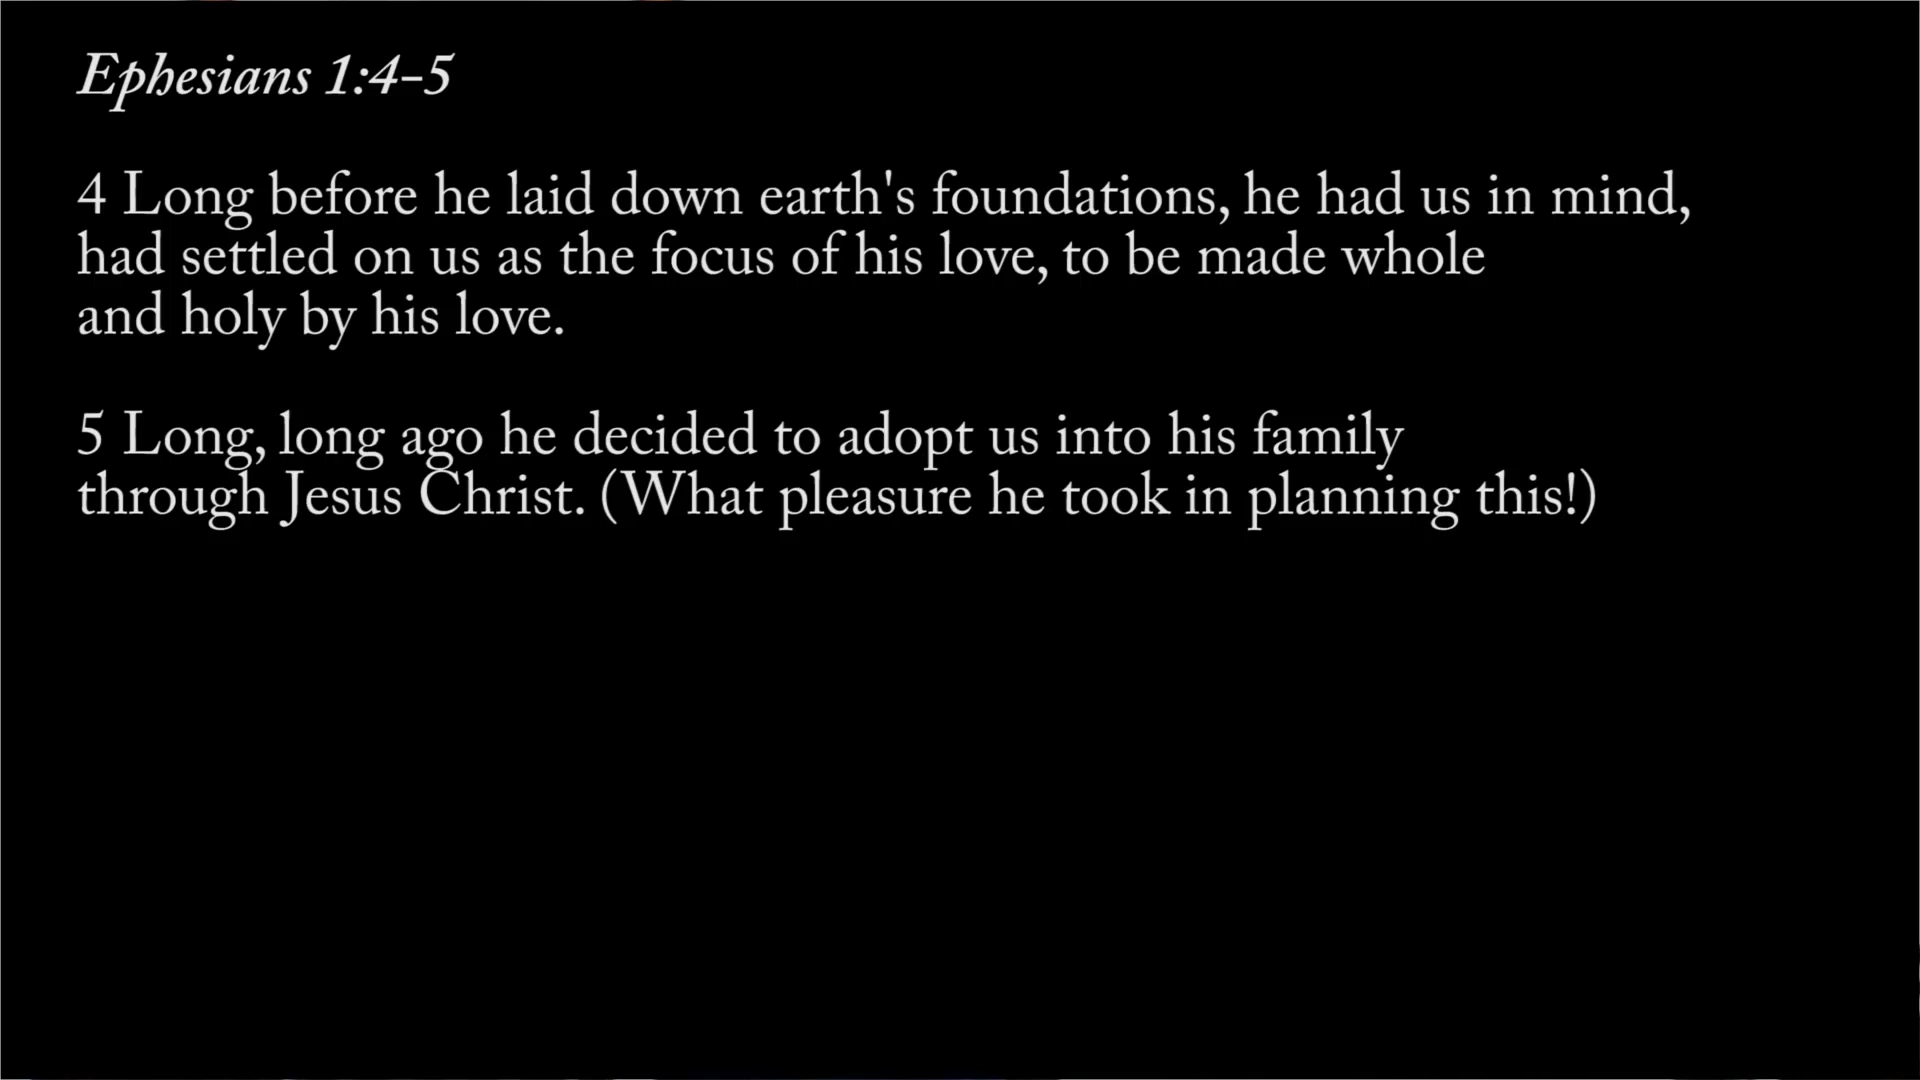 Ephesians 1:4-5
4 Long before he laid down earth's foundations, he had us in mind,
had settled on us as the focus of his love, to be made whole
and holy by his love.
5 Long, long ago he decided to adopt us into his family
through Jesus Christ. (What pleasure he took in planning this!)